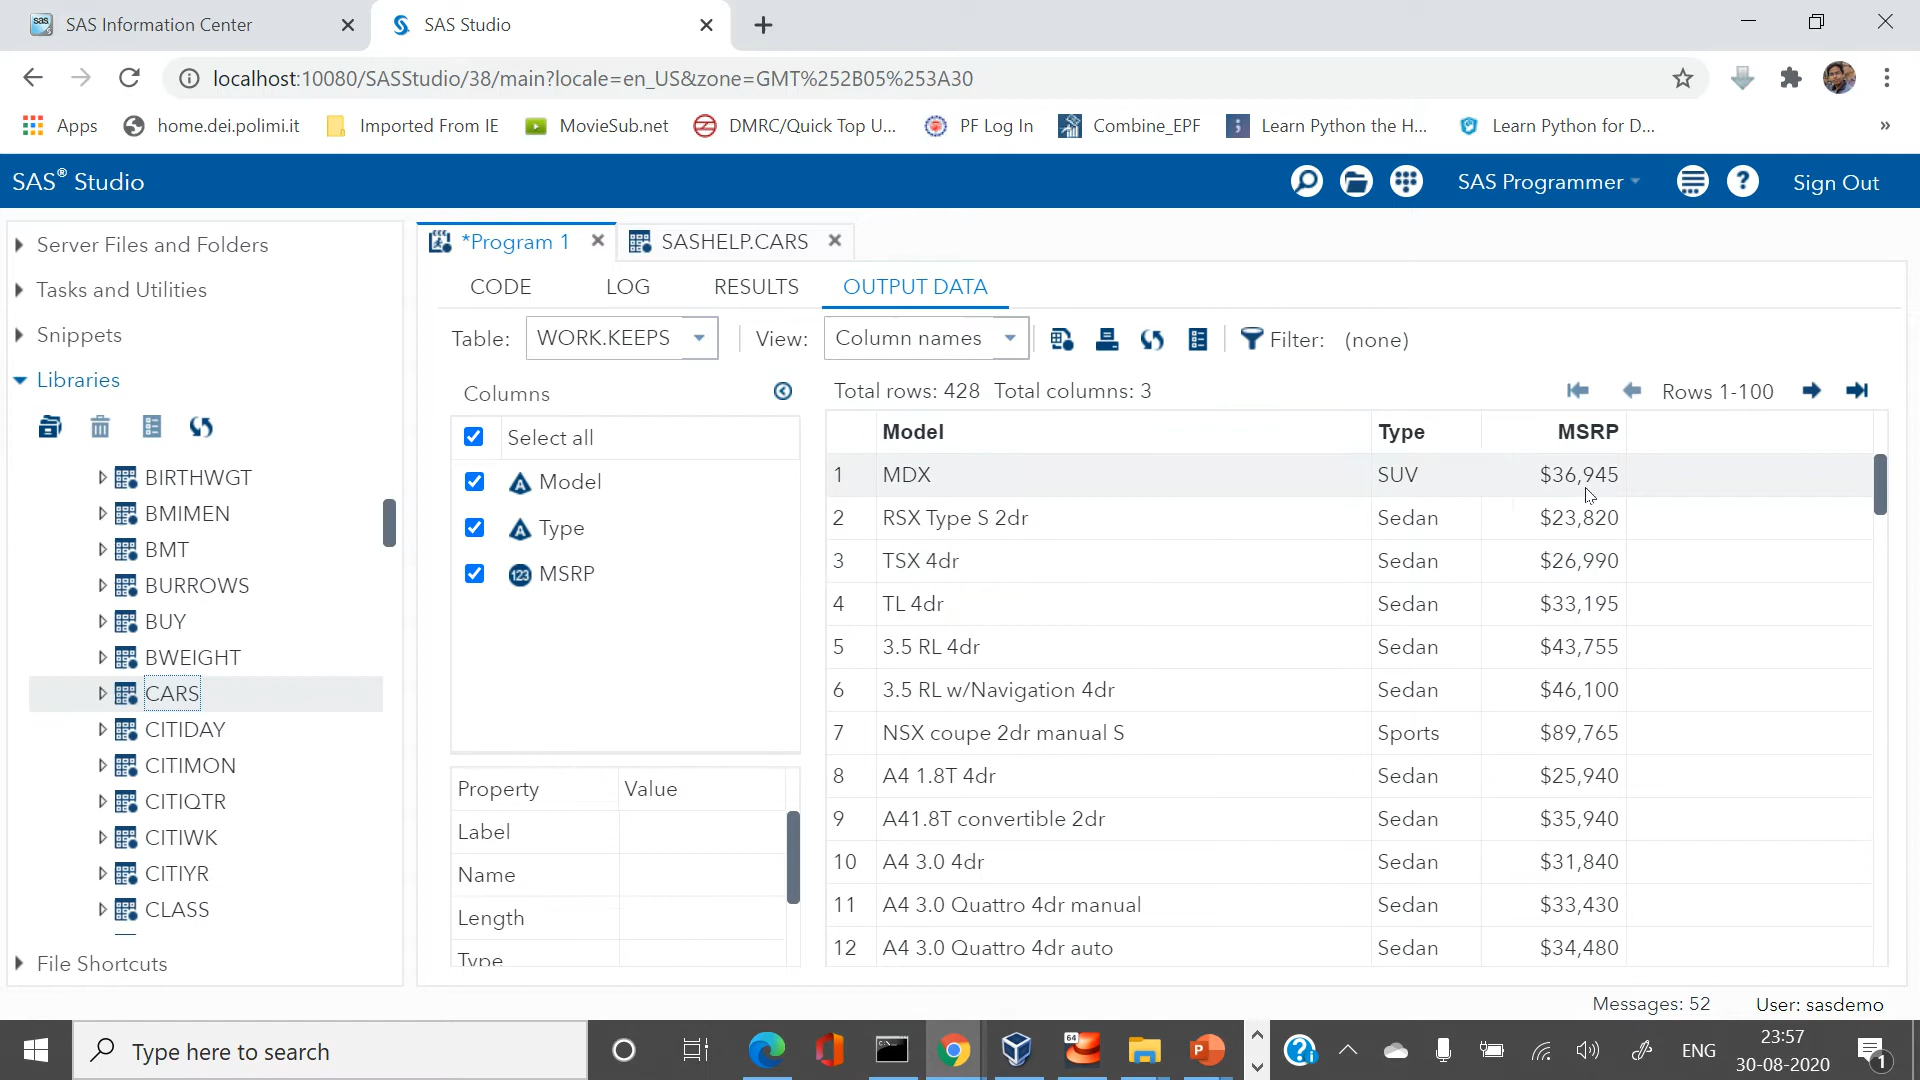 SAS Information Center
SAS Studio
localhost:10080/SASStudio/38/main?locale=en_US&zone=GMT%252B05%253A30
Apps
home.dei.polimi.it
Imported From IE
MovieSub.net
DMRC/Quick Top U...
PF Log In
Combine_EPF
Learn Python the H...
Learn Python for D...
»
SAS® Studio
SAS Programmer
Sign Out
Server Files and Folders
Tasks and Utilities
Snippets
Libraries
BIRTHWGT
BMIMEN
BMT
BURROWS
BUY
BWEIGHT
CARS
CITIDAY
CITIMON
CITIQTR
CITIWK
CITIYR
CLASS
File Shortcuts
*Program 1
SASHELP.CARS
CODE
LOG
RESULTS
OUTPUT DATA
Table: WORK.KEEPS
View: Column names
Filter: (none)
Columns
Select all
Model
Type
MSRP
Property Value
Label
Name
Length
Type
Total rows: 428 Total columns: 3
Rows 1-100
Model Type MSRP
1 MDX SUV $36,945
2 RSX Type S 2dr Sedan $23,820
3 TSX 4dr Sedan $26,990
4 TL 4dr Sedan $33,195
5 3.5 RL 4dr Sedan $43,755
6 3.5 RL w/Navigation 4dr Sedan $46,100
7 NSX coupe 2dr manual S Sports $89,765
8 A4 1.8T 4dr Sedan $25,940
9 A41.8T convertible 2dr Sedan $35,940
10 A4 3.0 4dr Sedan $31,840
11 A4 3.0 Quattro 4dr manual Sedan $33,430
12 A4 3.0 Quattro 4dr auto Sedan $34,480
Messages: 52
User: sasdemo
Type here to search
ENG
23:57
30-08-2020
1